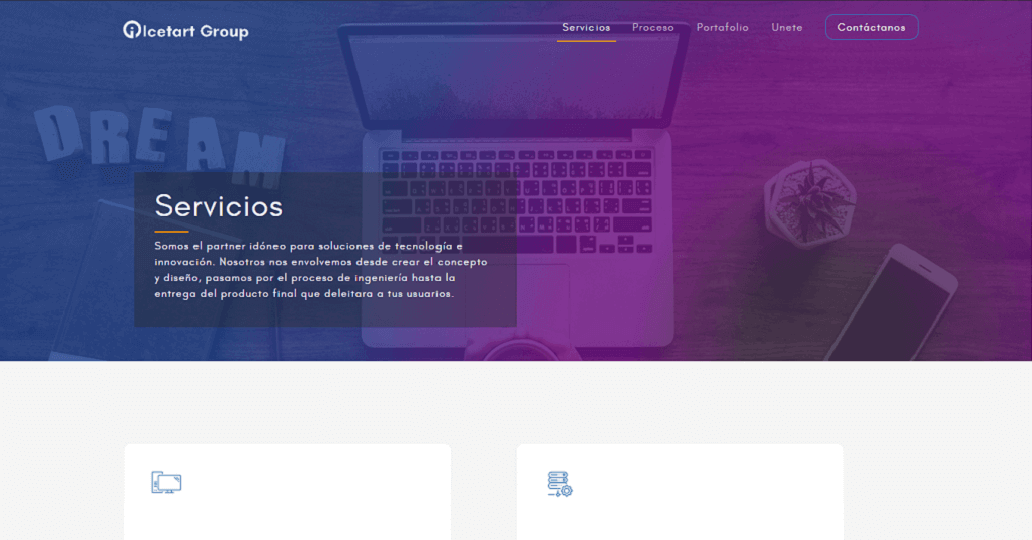 Icetart Group
Servicios
Proceso
Portafolio
Unete
Contáctanos
DREAM
Servicios
Somos el partner idóneo para soluciones de tecnología e
innovación. Nosotros nos envolvemos desde crear el concepto
y diseño, pasamos por el proceso de ingeniería hasta la
entrega del producto final que deleitara a tus usuarios.